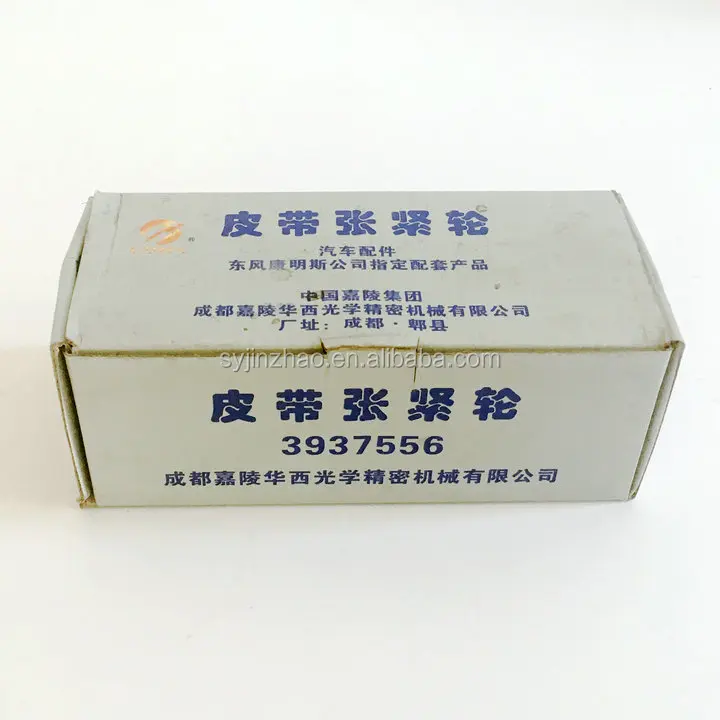 皮带张紧轮
汽车配件
东风康明斯公司指定配套产品
中国嘉陵集团
成都嘉陵华西光学精密机械有限公司
厂址：成都·郫县
syjinzhao.en.alibaba.com
皮带张紧轮
3937556
成都嘉陵华西光学精密机械有限公司